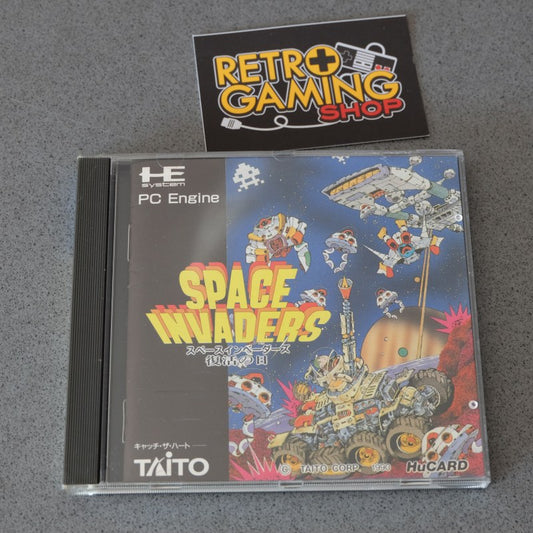 RETRO
GAMING
SHOP
HE
system
PC Engine
SPACE
INVADERS
スペースインベーダーズ
復活の日
キャッチ・ザ・ハート
TAITO
© TAITO CORP. 1990
HuCARD